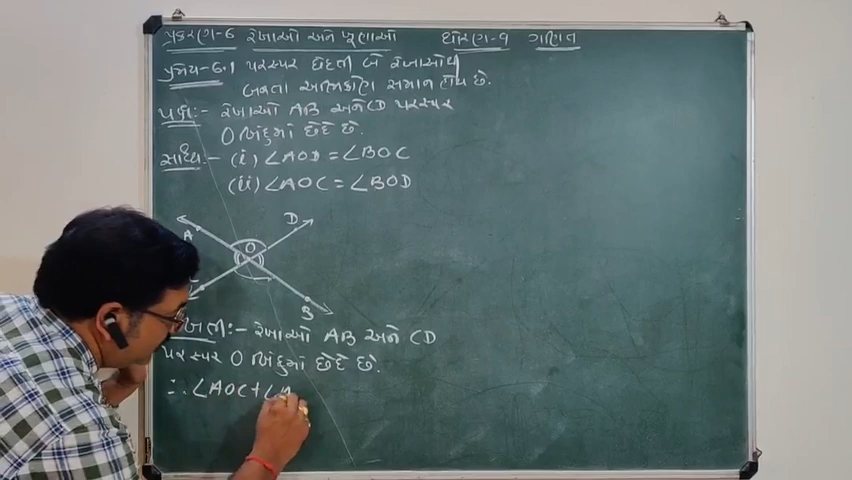 પ્રકરણ-6 રેખાઓ અને ખૂણાઓ ધોરણ-૧ ગણિત
પ્રમેય-6.1 પરસ્પર છેદતી બે રેખાઓથી
બનતા અભિકોણ સમાન હોય છે.
પક્ષ:- રેખાઓ AB અને CD પરસ્પર
O બિંદુમાં છેદે છે.
સાધ્ય:- (i) ∠AOD = ∠BOC
(ii) ∠AOC = ∠BOD
D
A
O
B
:- રેખાઓ AB અને CD
પરસ્પર O બિંદુમાં છેદે છે.
∴ ∠AOC + ∠A